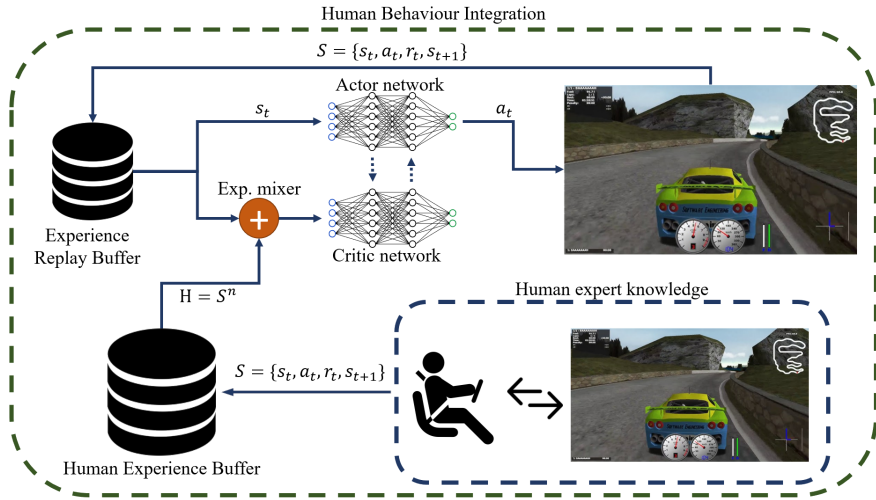 Human Behaviour Integration
S = {s_t, a_t, r_t, s_{t+1}}
Actor network
s_t
a_t
Exp. mixer
+
Experience
Replay Buffer
Critic network
H = S^n
Human expert knowledge
S = {s_t, a_t, r_t, s_{t+1}}
Human Experience Buffer